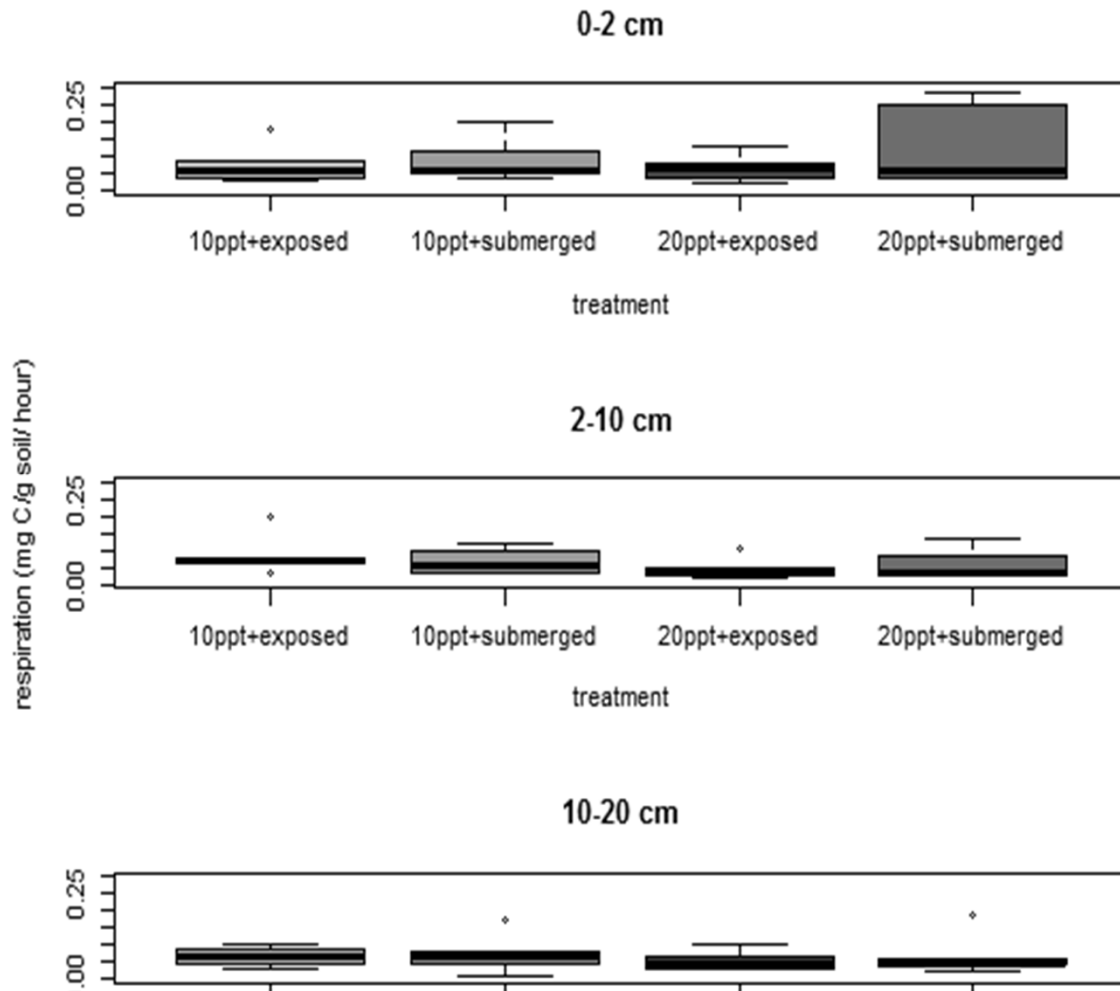 0-2 cm
0.25
0.00
10ppt+exposed 10ppt+submerged 20ppt+exposed 20ppt+submerged
treatment
respiration (mg C/g soil/ hour)
2-10 cm
0.25
0.00
10ppt+exposed 10ppt+submerged 20ppt+exposed 20ppt+submerged
treatment
10-20 cm
0.25
.00